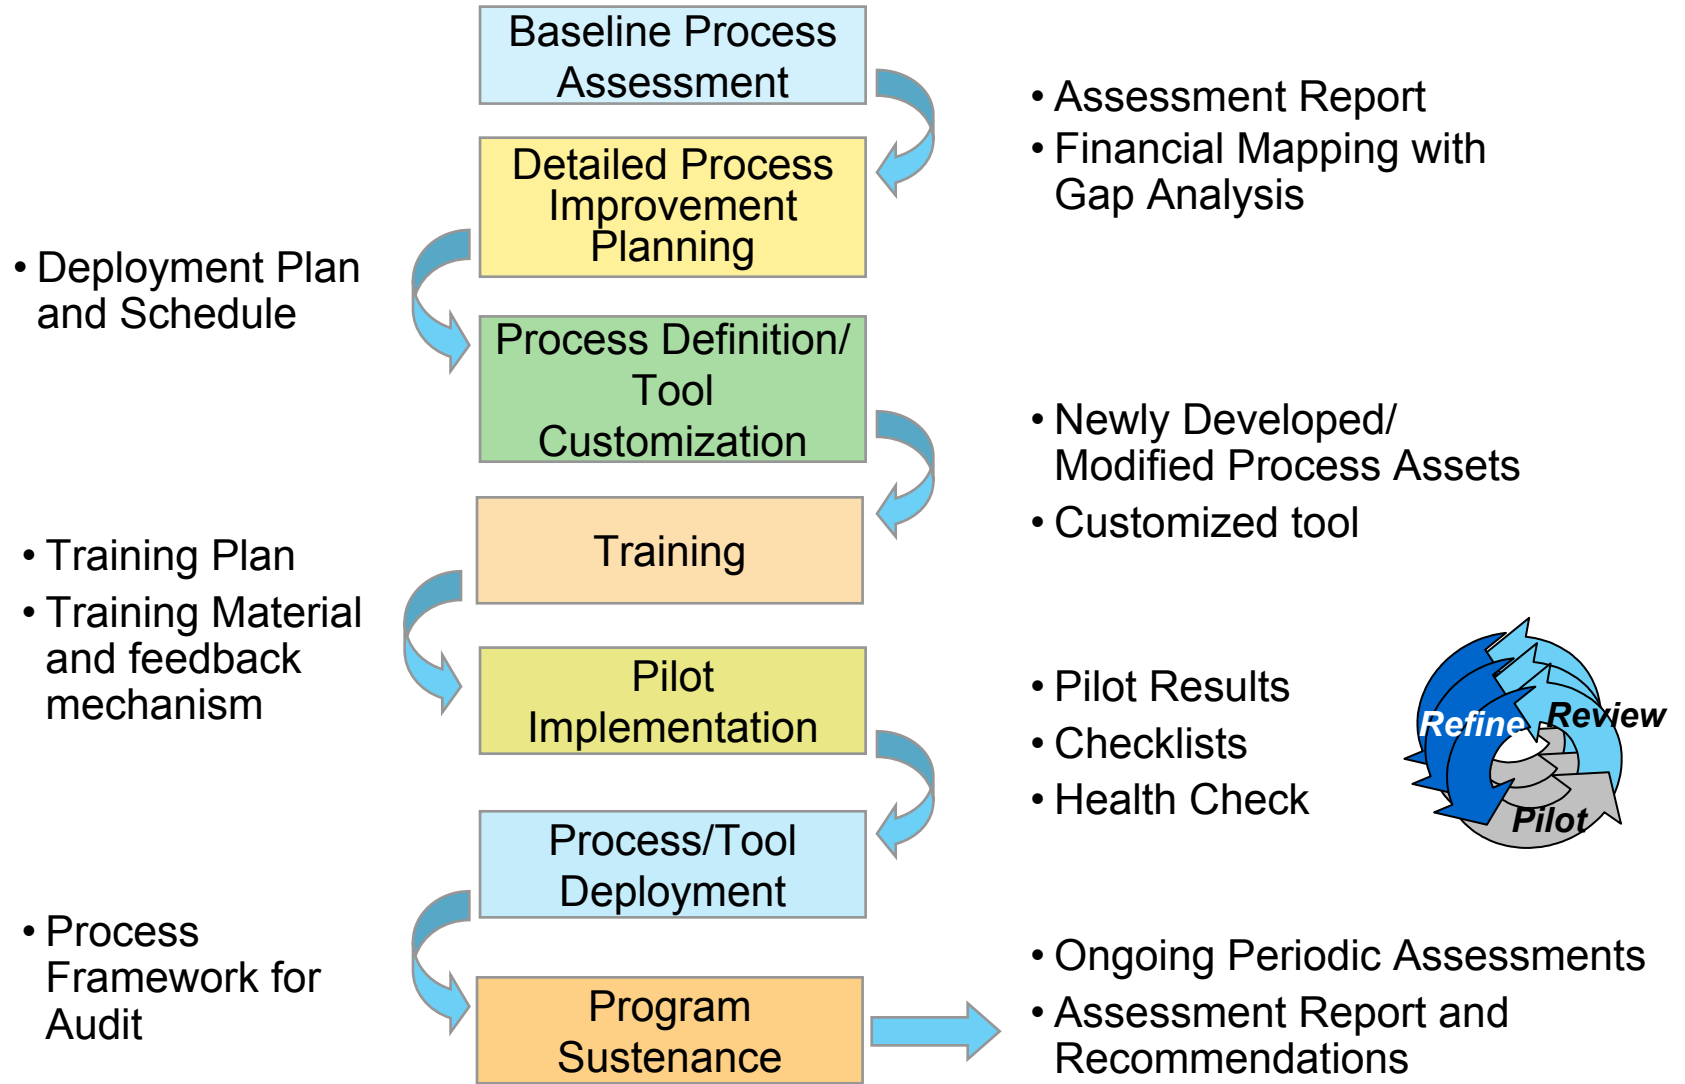 Baseline Process
Assessment
• Assessment Report
• Financial Mapping with
Gap Analysis
Detailed Process
Improvement
Planning
• Deployment Plan
and Schedule
Process Definition/
Tool
Customization
• Newly Developed/
Modified Process Assets
• Customized tool
Training
• Training Plan
• Training Material
and feedback
mechanism
Pilot
Implementation
• Pilot Results
• Checklists
• Health Check
Refine
Review
Pilot
Process/Tool
Deployment
• Process
Framework for
Audit
Program
Sustenance
• Ongoing Periodic Assessments
• Assessment Report and
Recommendations